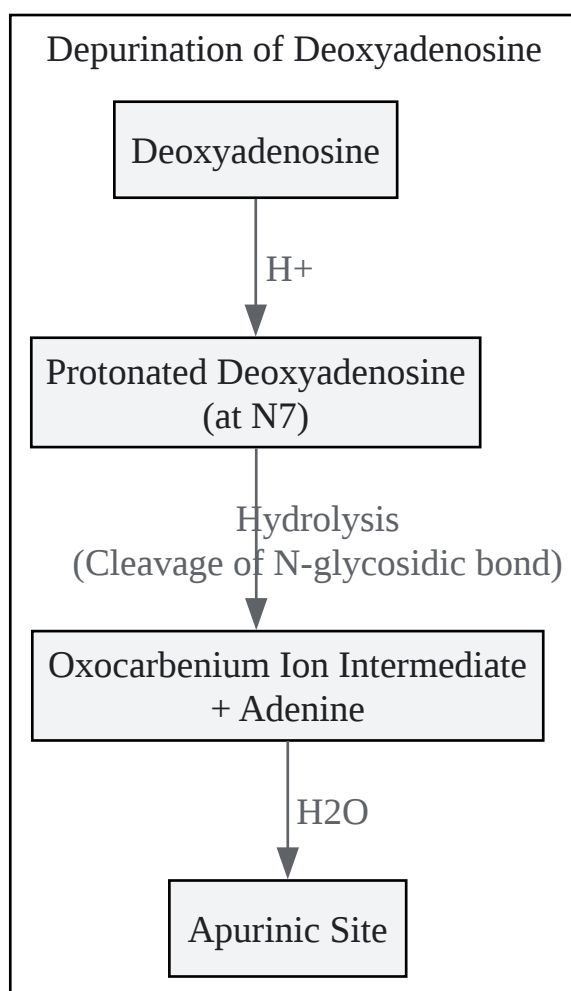 Depurination of Deoxyadenosine
Deoxyadenosine
H+
Protonated Deoxyadenosine
(at N7)
Hydrolysis
(Cleavage of N-glycosidic bond)
Oxocarbenium Ion Intermediate
+ Adenine
H2O
Apurinic Site